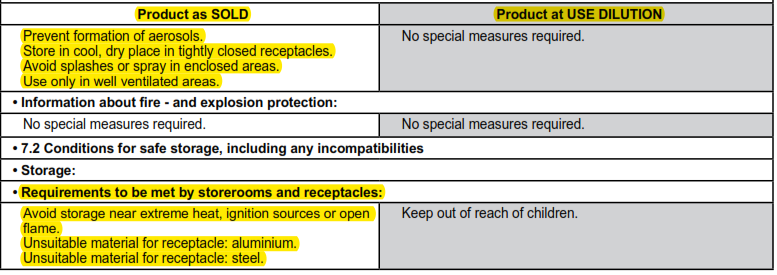 Product as SOLD
Product at USE DILUTION
Prevent formation of aerosols.
Store in cool, dry place in tightly closed receptacles.
Avoid splashes or spray in enclosed areas.
Use only in well ventilated areas.
No special measures required.
• Information about fire - and explosion protection:
No special measures required.
No special measures required.
• 7.2 Conditions for safe storage, including any incompatibilities
• Storage:
• Requirements to be met by storerooms and receptacles:
Avoid storage near extreme heat, ignition sources or open
flame.
Unsuitable material for receptacle: aluminium.
Unsuitable material for receptacle: steel.
Keep out of reach of children.